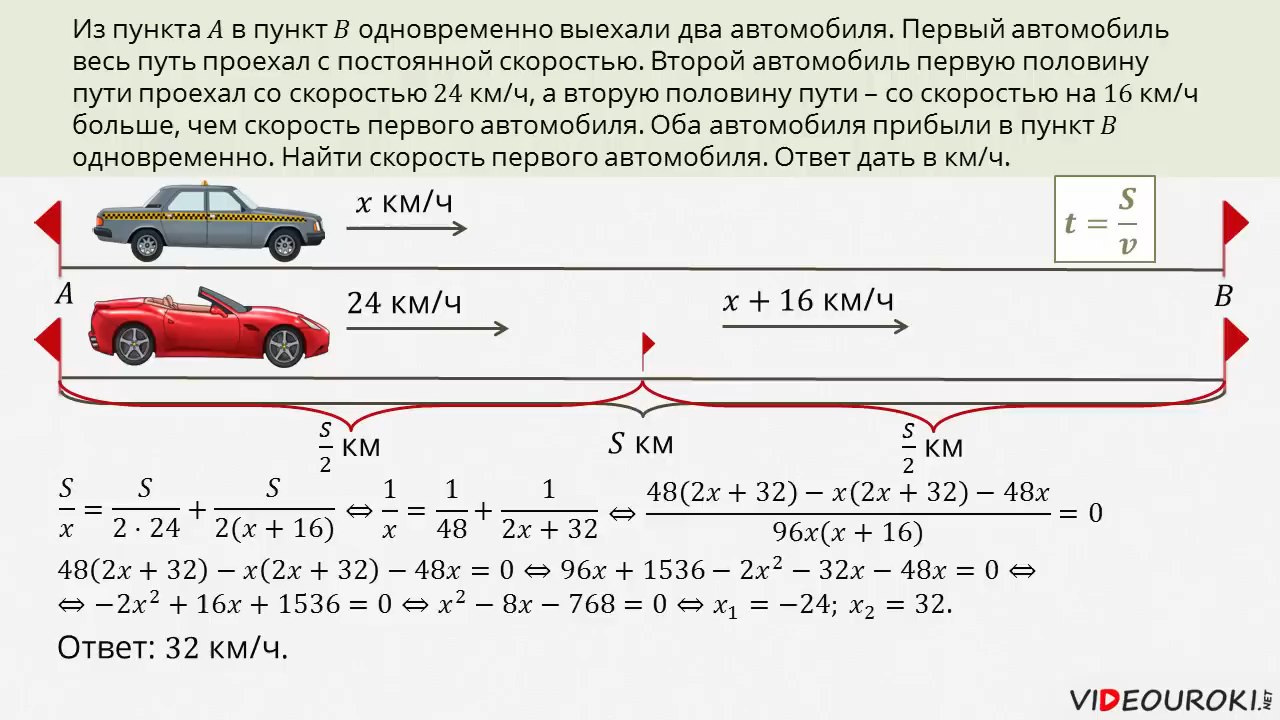 Из пункта A в пункт B одновременно выехали два автомобиля. Первый автомобиль
весь путь проехал с постоянной скоростью. Второй автомобиль первую половину
пути проехал со скоростью 24 км/ч, а вторую половину пути – со скоростью на 16 км/ч
больше, чем скорость первого автомобиля. Оба автомобиля прибыли в пункт B
одновременно. Найти скорость первого автомобиля. Ответ дать в км/ч.
x км/ч
t = S/v
A
B
24 км/ч
x + 16 км/ч
S/2 км
S км
S/2 км
S/x = S/(2 · 24) + S/(2(x + 16)) ⇔ 1/x = 1/48 + 1/(2x + 32) ⇔ (48(2x + 32) − x(2x + 32) − 48x)/(96x(x + 16)) = 0
48(2x + 32) − x(2x + 32) − 48x = 0 ⇔ 96x + 1536 − 2x² − 32x − 48x = 0 ⇔
⇔ −2x² + 16x + 1536 = 0 ⇔ x² − 8x − 768 = 0 ⇔ x₁ = −24; x₂ = 32.
Ответ: 32 км/ч.
VIDEOUROKI.NET